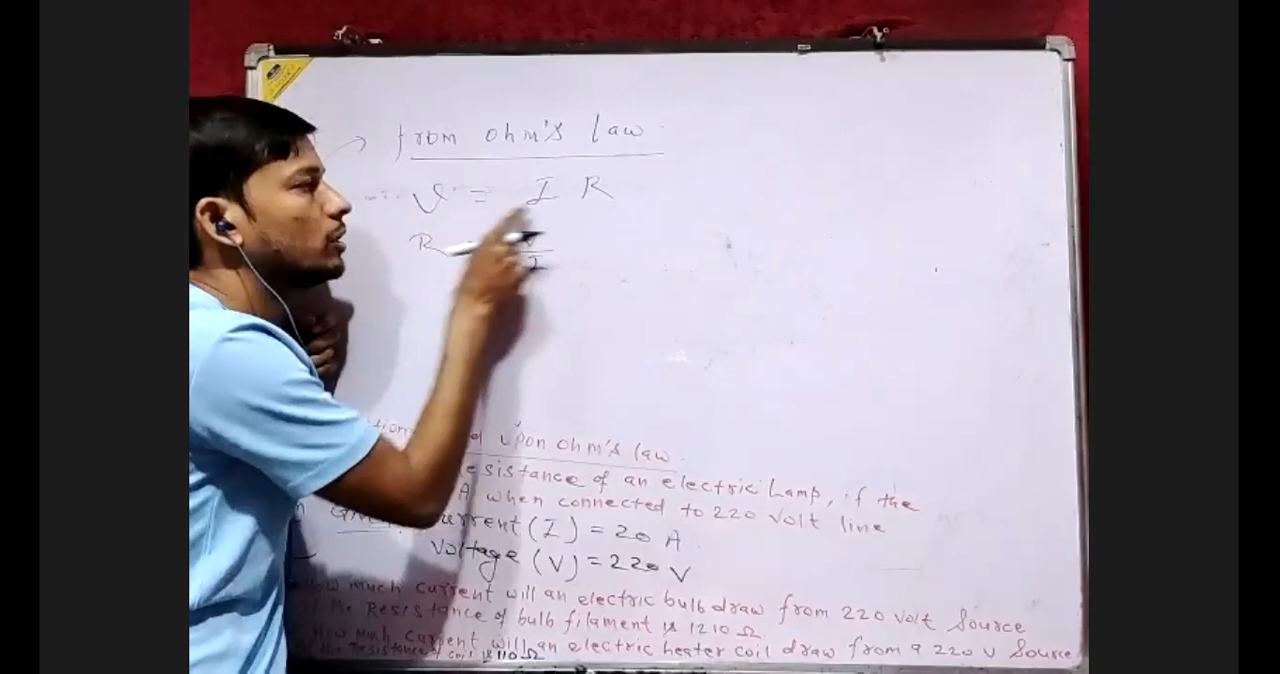 from ohm's law
V = I R
R
I
upon ohm's law
esistance of an electric Lamp, if the
A, when connected to 220 volt line
urrent (I) = 20 A
Voltage (V) = 220 V
How much current will an electric bulb draw from 220 volt Source
the Resistance of bulb filament is 1210 Ω
How much current will an electric heater coil draw from a 220 V Source
the resistance of coil is 110 Ω